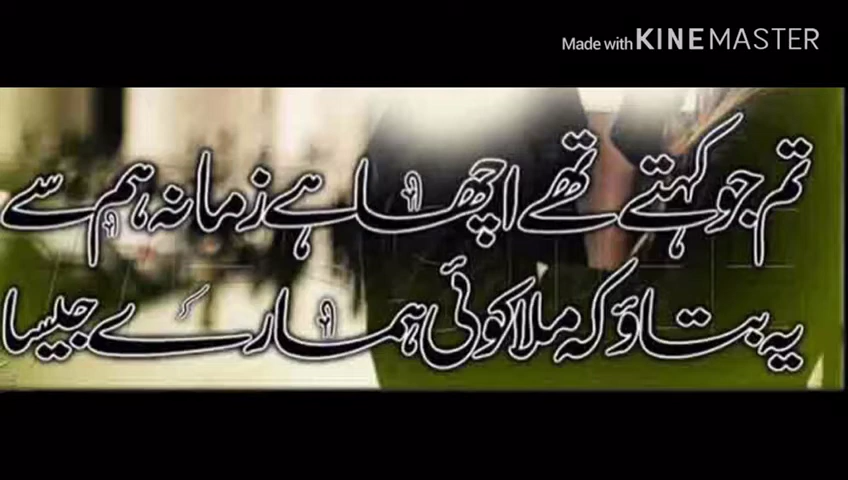 Made with KINEMASTER
تم جو کہتے تھے اچھا ہے زمانہ ہم سے
یہ بتاؤ کہ ملا کوئی ہمارے جیسا